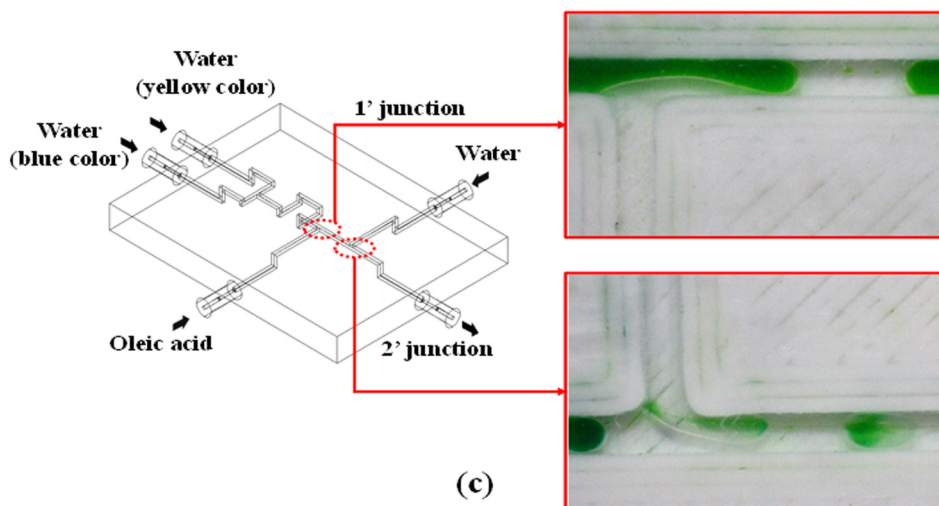 Water
(yellow color)
Water
(blue color)
1' junction
Water
Oleic acid
2' junction
(c)